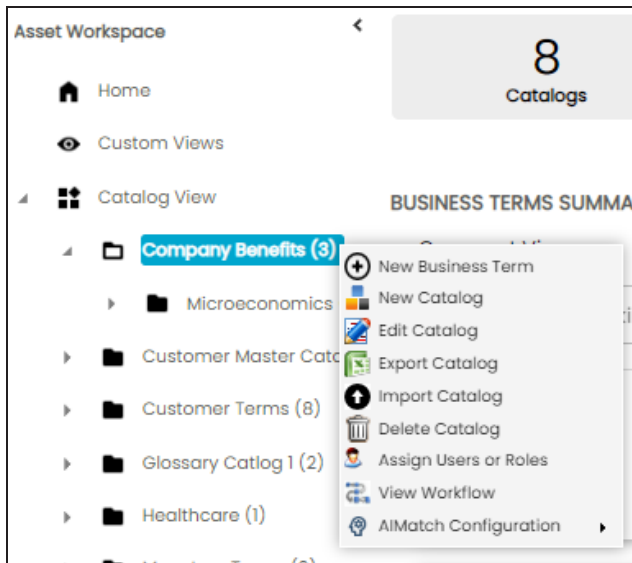 Asset Workspace
8
Catalogs
Home
Custom Views
Catalog View
BUSINESS TERMS SUMMA
Company Benefits (3)
New Business Term
Microeconomics
New Catalog
Edit Catalog
Customer Master Cata
Export Catalog
Import Catalog
Customer Terms (8)
Delete Catalog
Glossary Catlog 1 (2)
Assign Users or Roles
View Workflow
Healthcare (1)
AIMatch Configuration